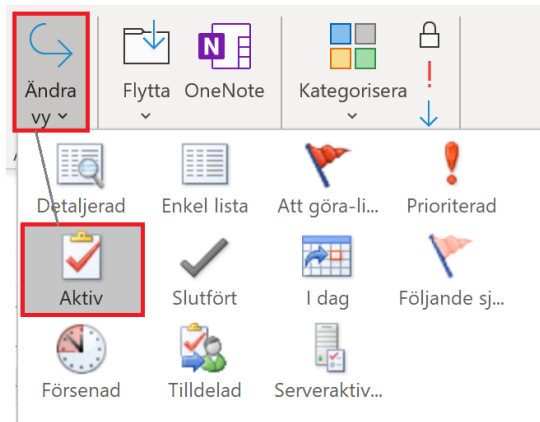 Ändra
vy
Flytta
OneNote
Kategorisera
Detaljerad
Enkel lista
Att göra-li...
Prioriterad
Aktiv
Slutfört
I dag
Följande sj...
Försenad
Tilldelad
Serveraktiv...